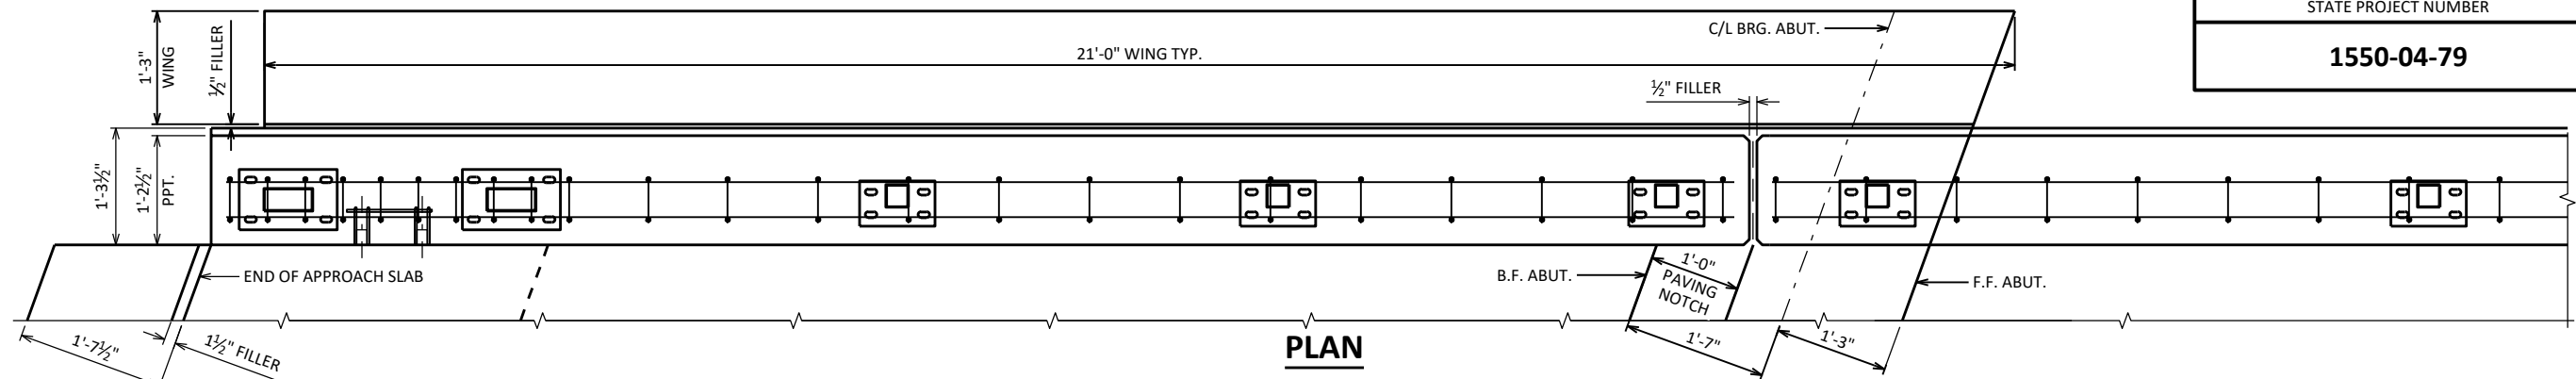 STATE PROJECT NUMBER
1550-04-79
C/L BRG. ABUT.
1'-3"
WING
½" FILLER
21'-0" WING TYP.
½" FILLER
1'-3½"
1'-2½"
PPT.
END OF APPROACH SLAB
B.F. ABUT.
1'-0"
PAVING
NOTCH
F.F. ABUT.
1'-7½"
1½" FILLER
PLAN
1'-7"
1'-3"